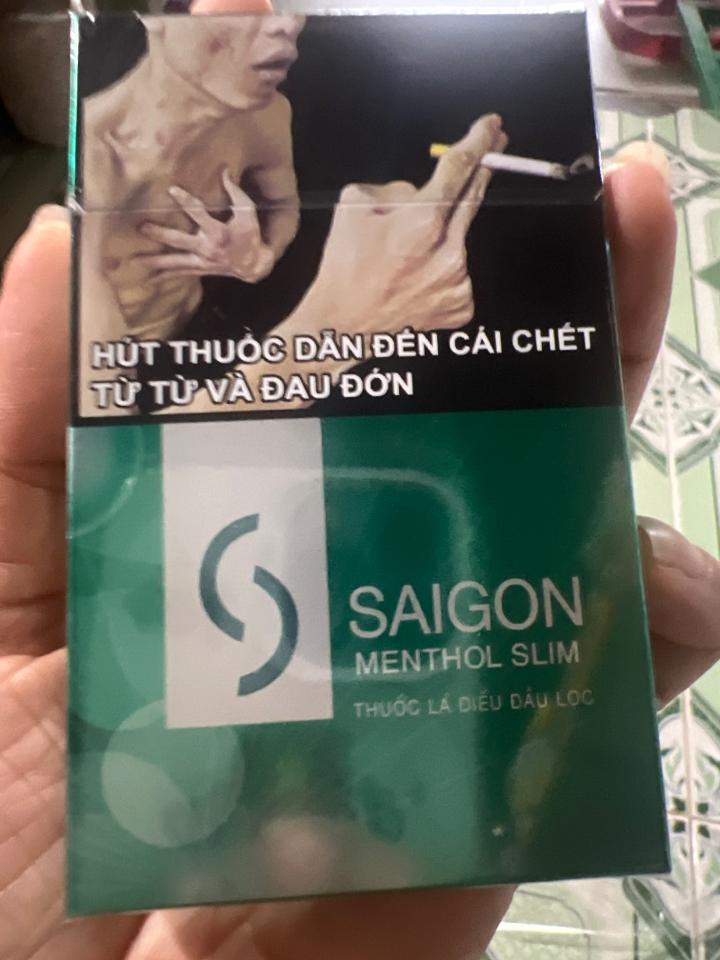 HÚT THUỐC DẪN ĐẾN CÁI CHẾT
TỪ TỪ VÀ ĐAU ĐỚN
SAIGON
MENTHOL SLIM
THUỐC LÁ ĐIẾU ĐẦU LỌC